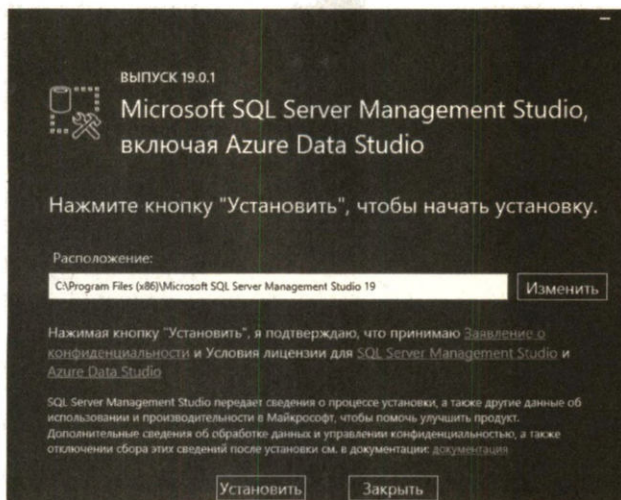 ВЫПУСК 19.0.1
Microsoft SQL Server Management Studio,
включая Azure Data Studio
Нажмите кнопку "Установить", чтобы начать установку.
Расположение:
C:\Program Files (x86)\Microsoft SQL Server Management Studio 19
Изменить
Нажимая кнопку "Установить", я подтверждаю, что принимаю Заявление о
конфиденциальности и Условия лицензии для SQL Server Management Studio и
Azure Data Studio
SQL Server Management Studio передает сведения о процессе установки, а также другие данные об
использовании и производительности в Майкрософт, чтобы помочь улучшить продукт.
Дополнительные сведения об обработке данных и управлении конфиденциальностью, а также
отключении сбора этих сведений после установки см. в документации: документация
Установить
Закрыть